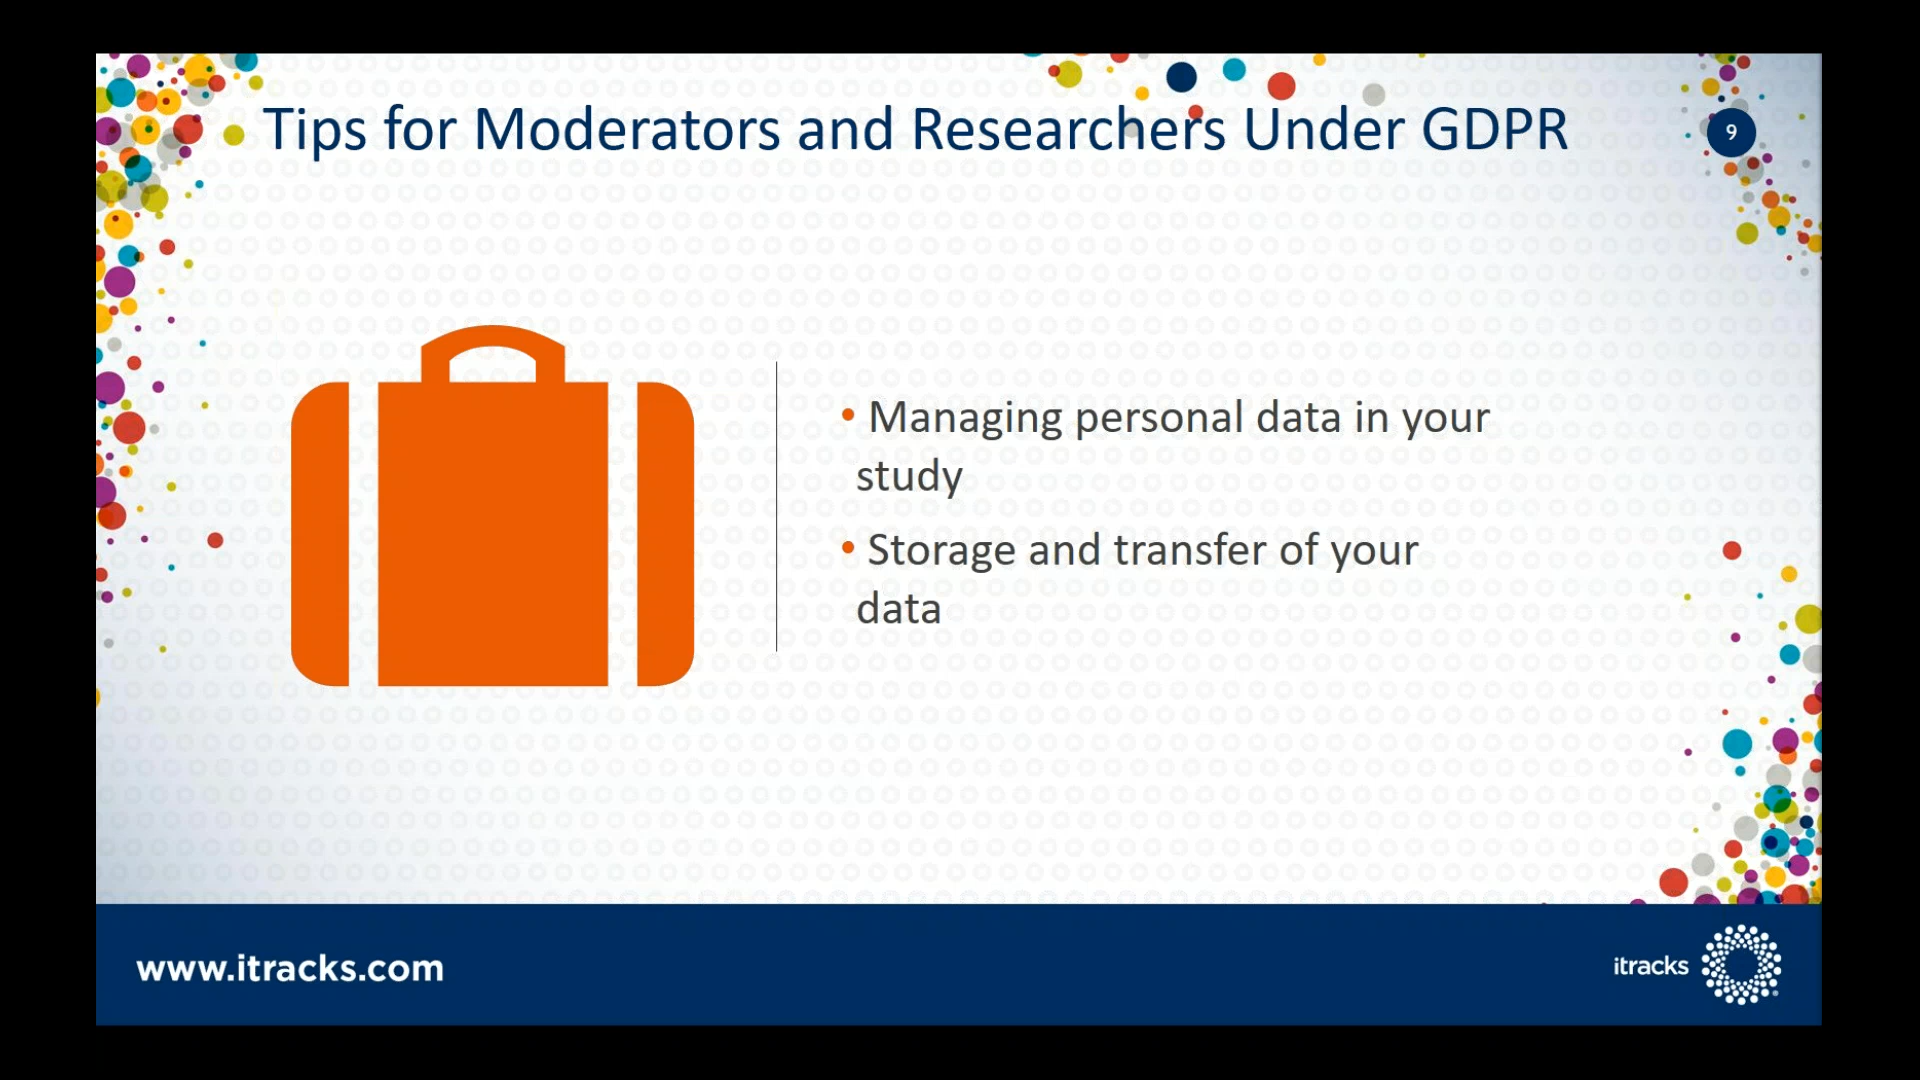 Tips for Moderators and Researchers Under GDPR
9
• Managing personal data in your
study
• Storage and transfer of your
data
www.itracks.com
itracks